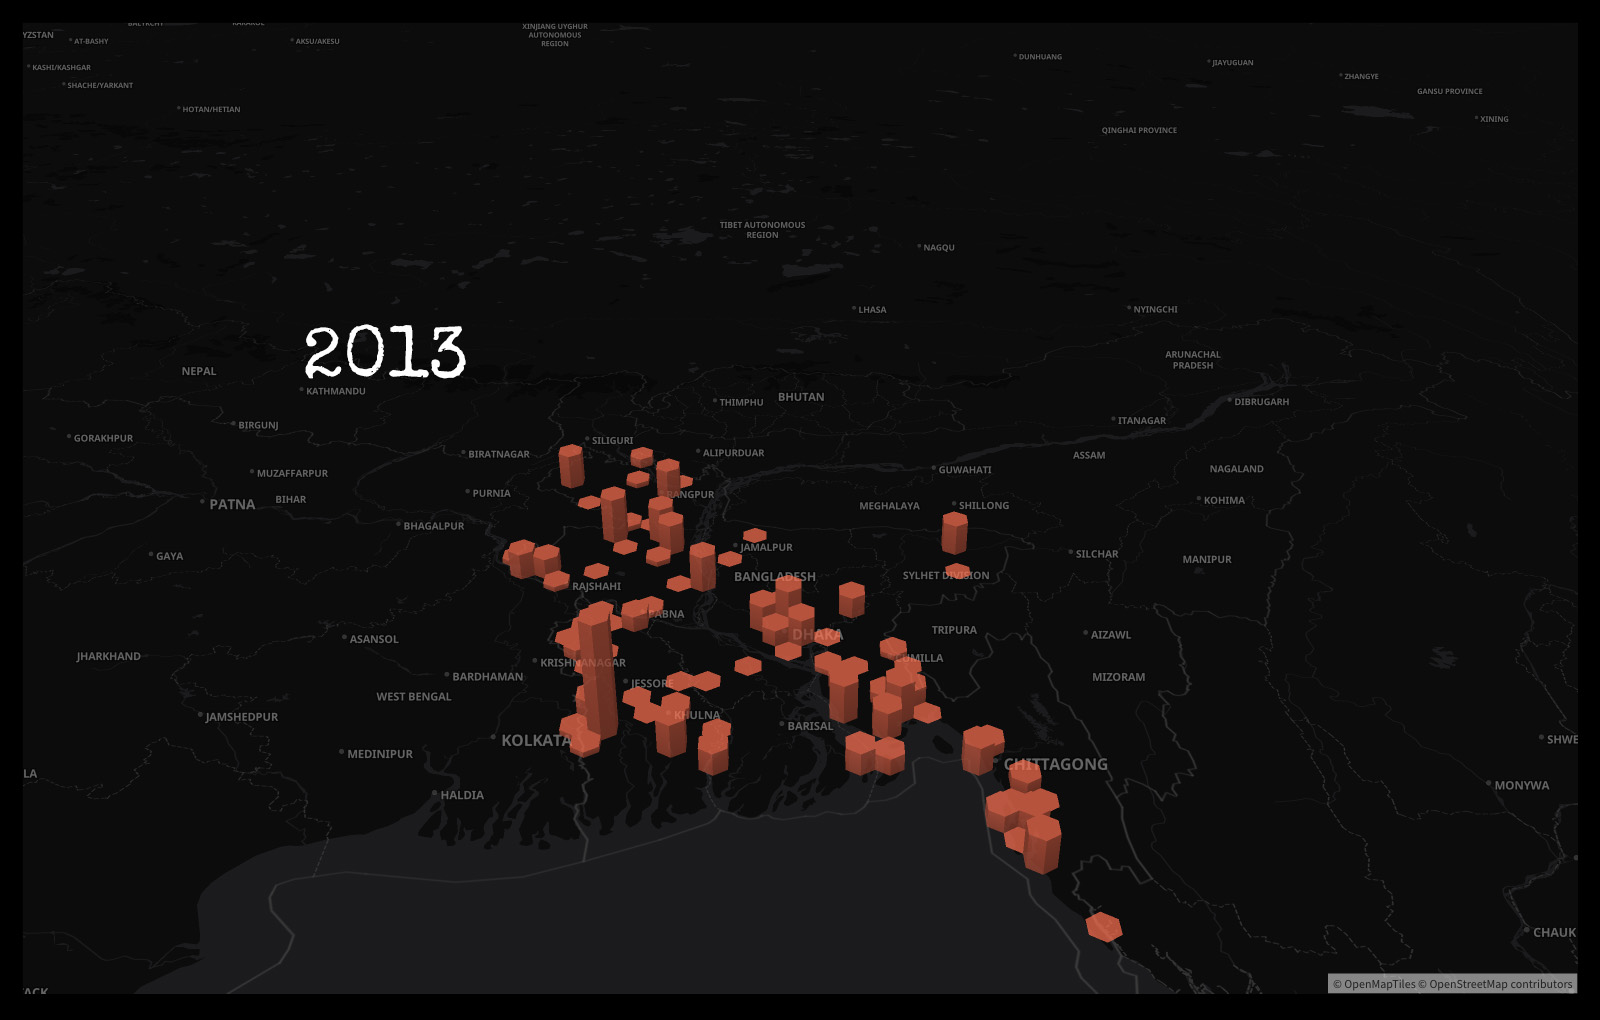 XINJIANG UYGHUR
AUTONOMOUS
REGION
YZSTAN
AT-BASHY
AKSU/AKESU
DUNHUANG
JIAYUGUAN
KASHI/KASHGAR
ZHANGYE
SHACHE/YARKANT
GANSU PROVINCE
HOTAN/HETIAN
XINING
QINGHAI PROVINCE
TIBET AUTONOMOUS
REGION
NAGQU
LHASA
NYINGCHI
2013
ARUNACHAL
PRADESH
NEPAL
KATHMANDU
THIMPHU
BHUTAN
DIBRUGARH
BIRGUNJ
ITANAGAR
GORAKHPUR
SILIGURI
BIRATNAGAR
ALIPURDUAR
ASSAM
MUZAFFARPUR
GUWAHATI
NAGALAND
PURNIA
RANGPUR
PATNA
BIHAR
MEGHALAYA
SHILLONG
KOHIMA
BHAGALPUR
GAYA
JAMALPUR
SILCHAR
MANIPUR
RAJSHAHI
BANGLADESH
SYLHET DIVISION
PABNA
ASANSOL
DHAKA
TRIPURA
AIZAWL
JHARKHAND
KRISHNANAGAR
CUMILLA
BARDHAMAN
MIZORAM
WEST BENGAL
JESSORE
JAMSHEDPUR
KHULNA
BARISAL
KOLKATA
SHWE
MEDINIPUR
CHITTAGONG
LA
MONYWA
HALDIA
CHAUK
© OpenMapTiles © OpenStreetMap contributors